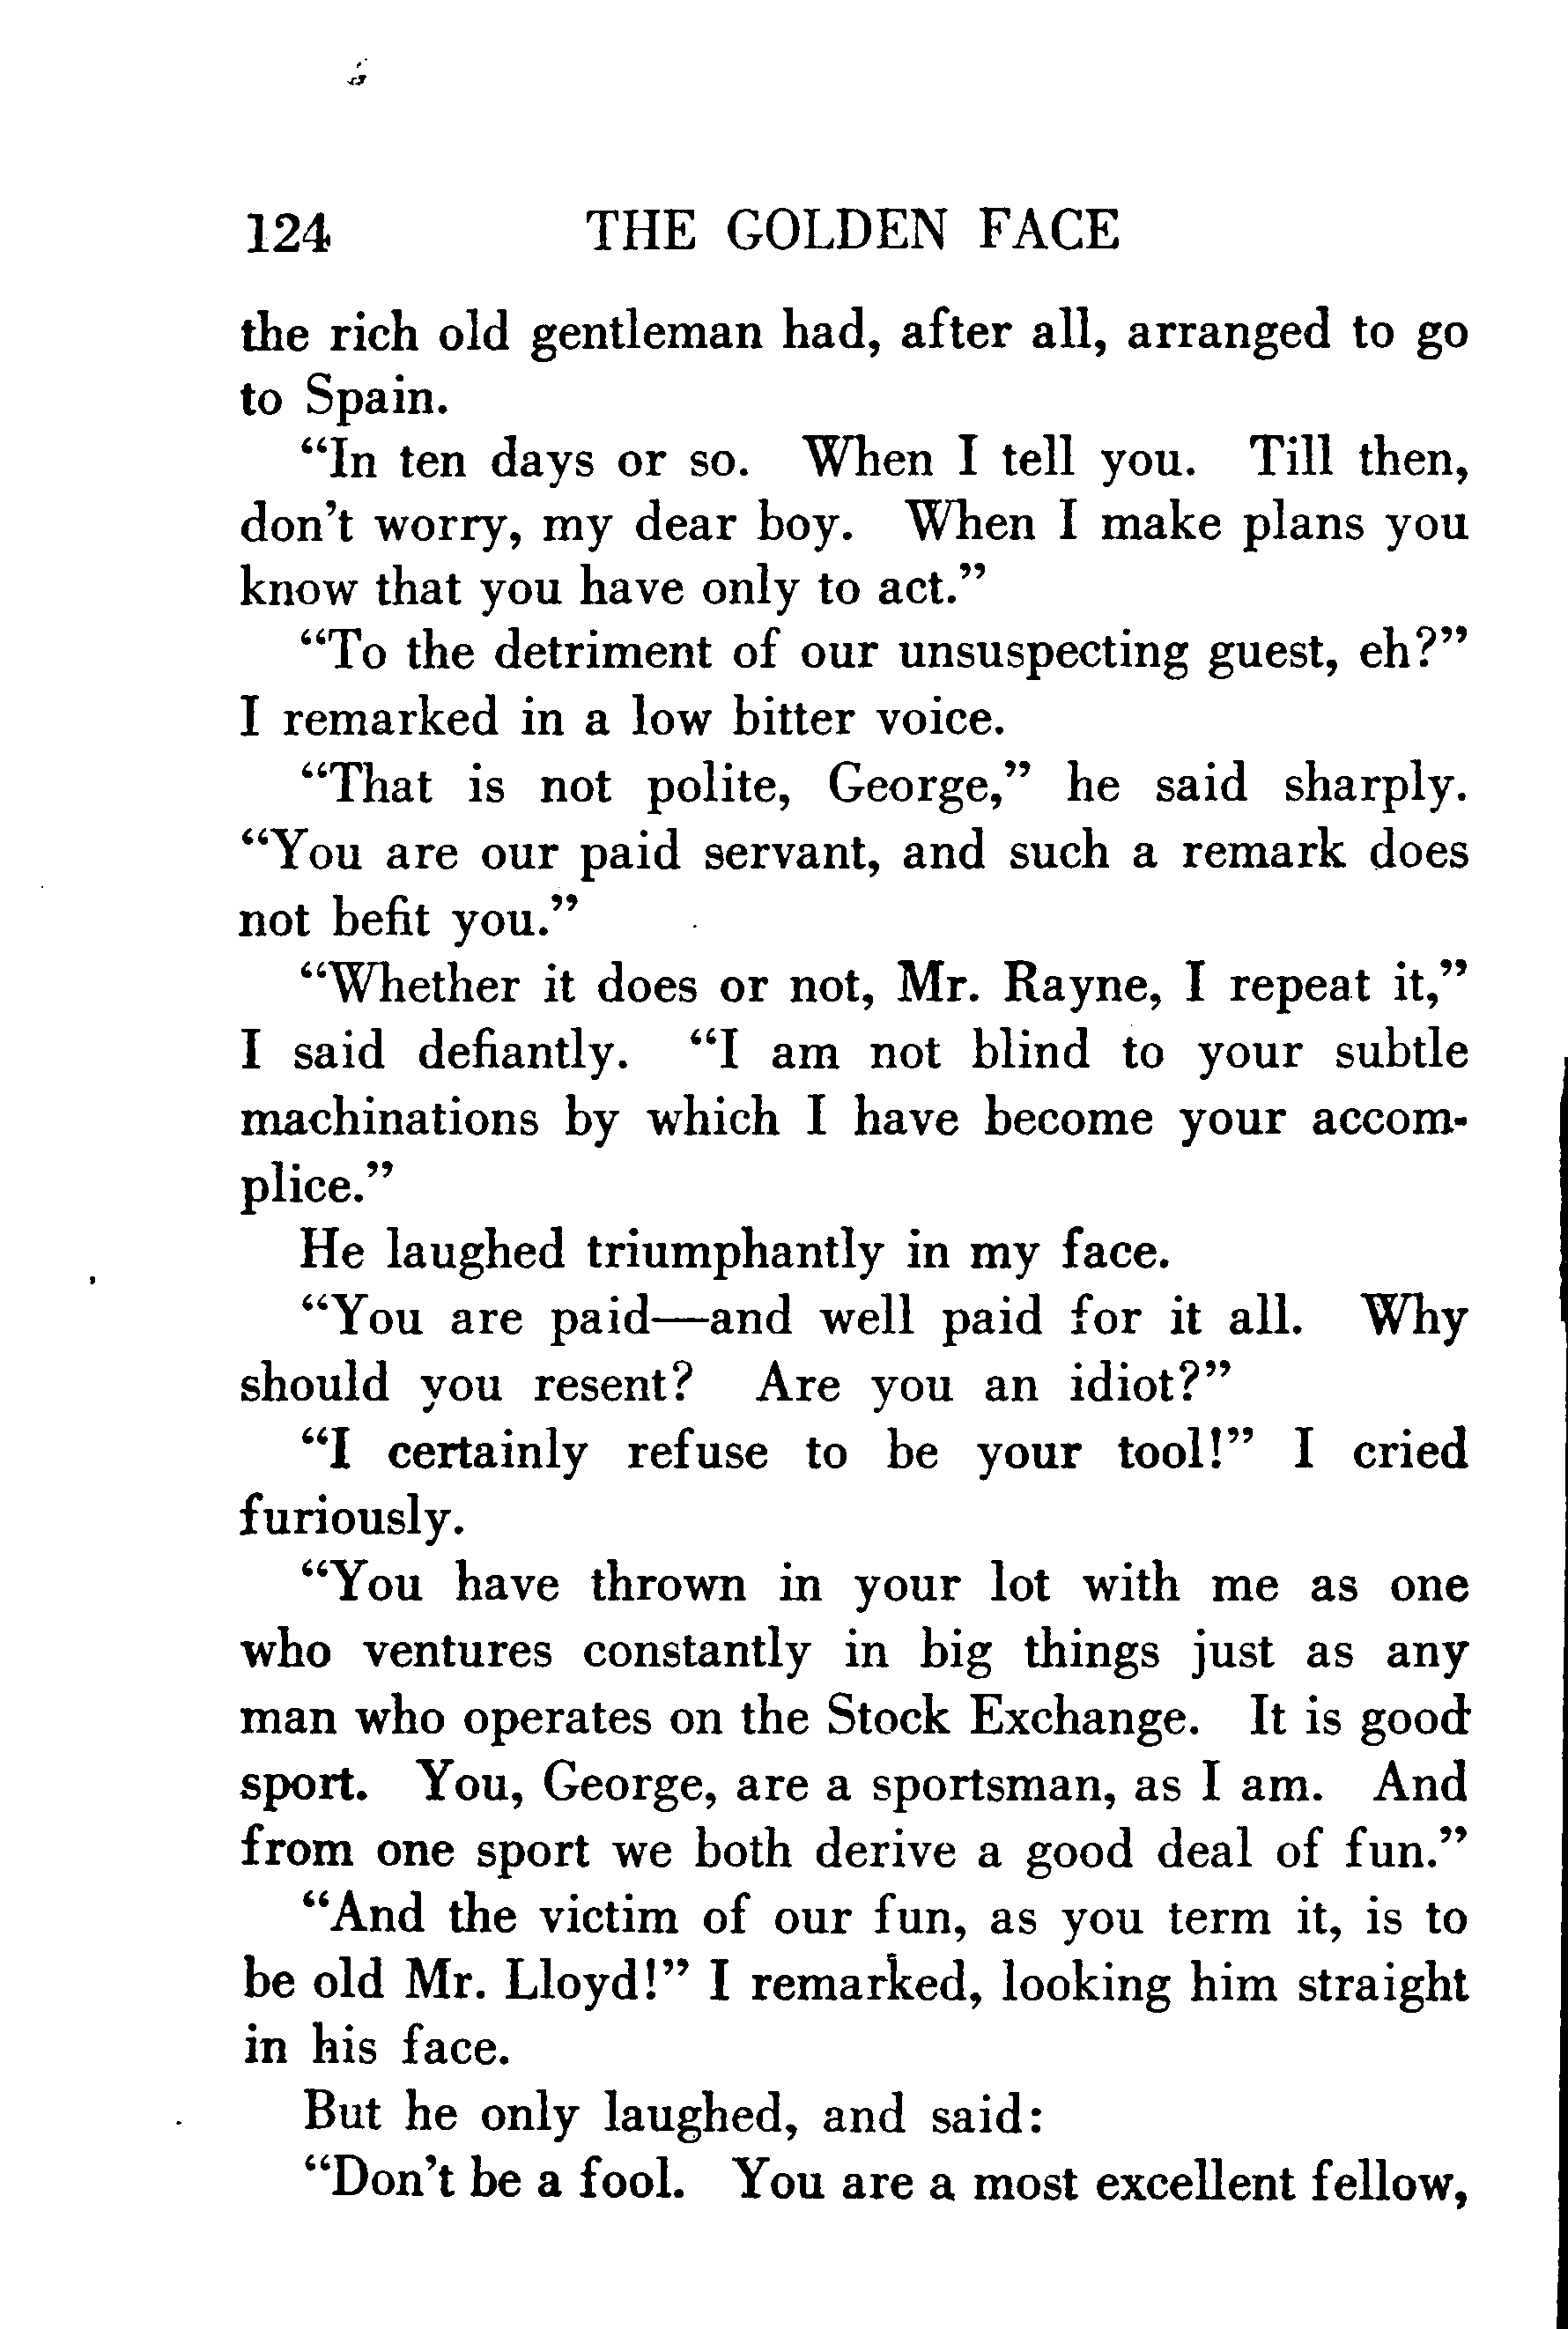 124 THE GOLDEN FACE
the rich old gentleman had, after all, arranged to go
to Spain.
“In ten days or so. When I tell you. Till then,
don’t worry, my dear boy. When I make plans you
know that you have only to act.”
“To the detriment of our unsuspecting guest, eh?”
I remarked in a low bitter voice.
“That is not polite, George,” he said sharply.
“You are our paid servant, and such a remark does
not befit you.”
“Whether it does or not, Mr. Rayne, I repeat it,”
I said defiantly. “I am not blind to your subtle
machinations by which I have become your accom-
plice.”
He laughed triumphantly in my face.
“You are paid—and well paid for it all. Why
should you resent? Are you an idiot?”
“I certainly refuse to be your tool!” I cried
furiously.
“You have thrown in your lot with me as one
who ventures constantly in big things just as any
man who operates on the Stock Exchange. It is good
sport. You, George, are a sportsman, as I am. And
from one sport we both derive a good deal of fun.”
“And the victim of our fun, as you term it, is to
be old Mr. Lloyd!” I remarked, looking him straight
in his face.
But he only laughed, and said:
“Don’t be a fool. You are a most excellent fellow,